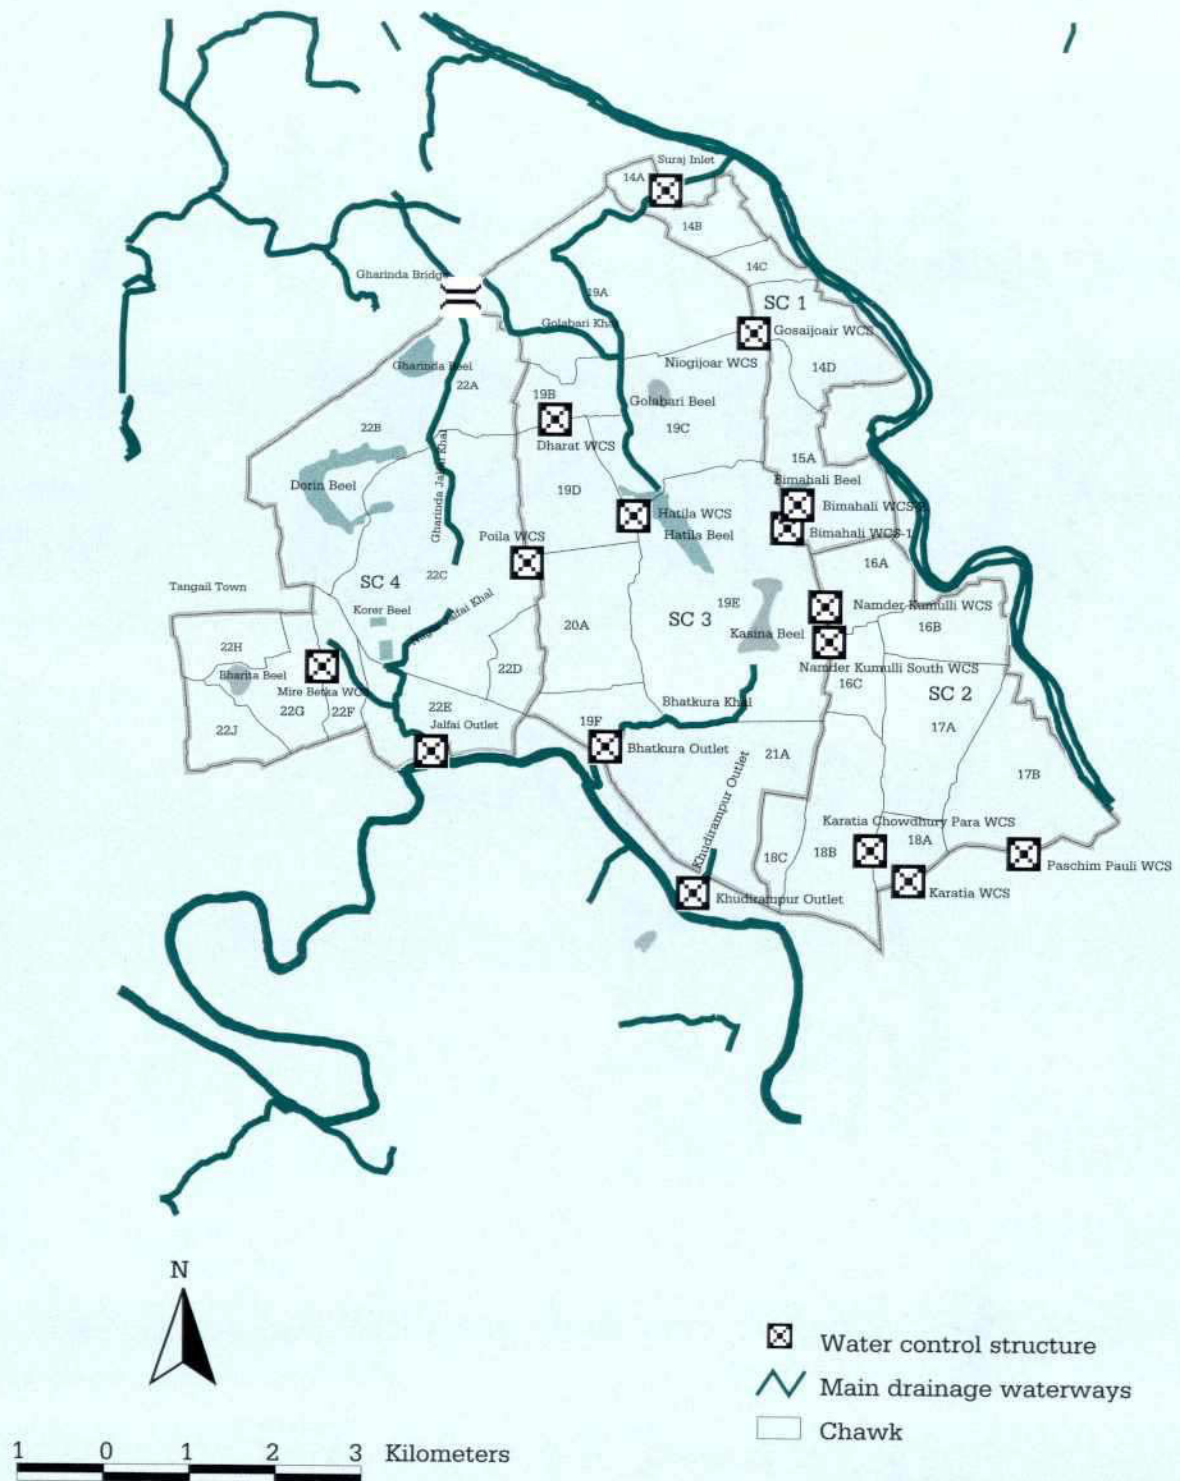 Suraj Inlet
14A
14B
14C
Gharinda Bridge
SC 1
19A
Golabari Khal
Gosaijoair WCS
Niogijoar WCS
Gharinda Beel
14D
22A
19B
Golabari Beel
22B
Dharat WCS
19C
15A
Bimahali Beel
Gharinda Jalfai Khal
Dorin Beel
19D
Bimahali WCS-2
Hatila WCS
Hatila Beel
Bimahali WCS-1
Poila WCS
16A
22C
SC 4
Tangail Town
19E
Namder Kumulli WCS
Korer Beel
Jalfai Khal
20A
SC 3
16B
Kasina Beel
22H
Namder Kumulli South WCS
22D
Bharita Beel
16C
SC 2
Mire Betka WCS
22G
22F
22E
Bhatkura Khal
22J
Jalfai Outlet
19F
17A
Bhatkura Outlet
21A
17B
Khudirampur Outlet
Karatia Chowdhury Para WCS
18A
18C
18B
Paschim Pauli WCS
Karatia WCS
Khudirampur Outlet
N
Water control structure
Main drainage waterways
Chawk
1 0 1 2 3 Kilometers